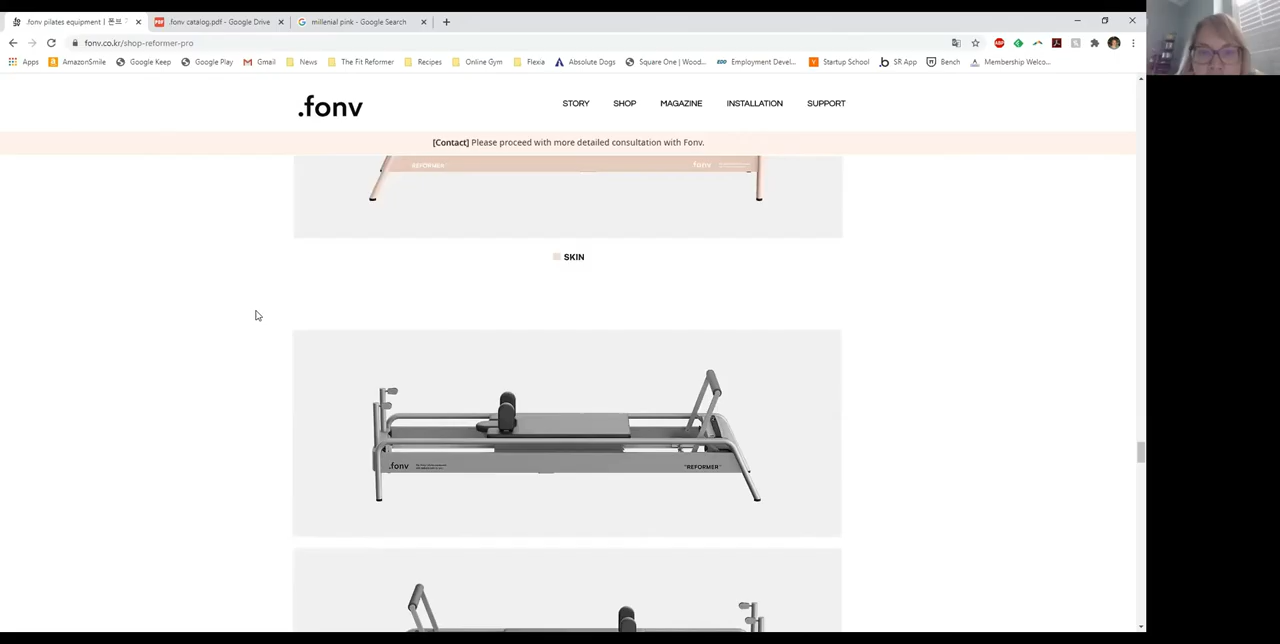 .fonv pilates equipment | 폰브
.fonv catalog.pdf - Google Drive
millenial pink - Google Search
fonv.co.kr/shop-reformer-pro
Apps
AmazonSmile
Google Keep
Google Play
Gmail
News
The Fit Reformer
Recipes
Online Gym
Flexia
Absolute Dogs
Square One | Wood...
Employment Devel...
Startup School
SR App
Bench
Membership Welco...
.fonv
STORY
SHOP
MAGAZINE
INSTALLATION
SUPPORT
[Contact] Please proceed with more detailed consultation with Fonv.
fonv
SKIN
.fonv
"REFORMER"